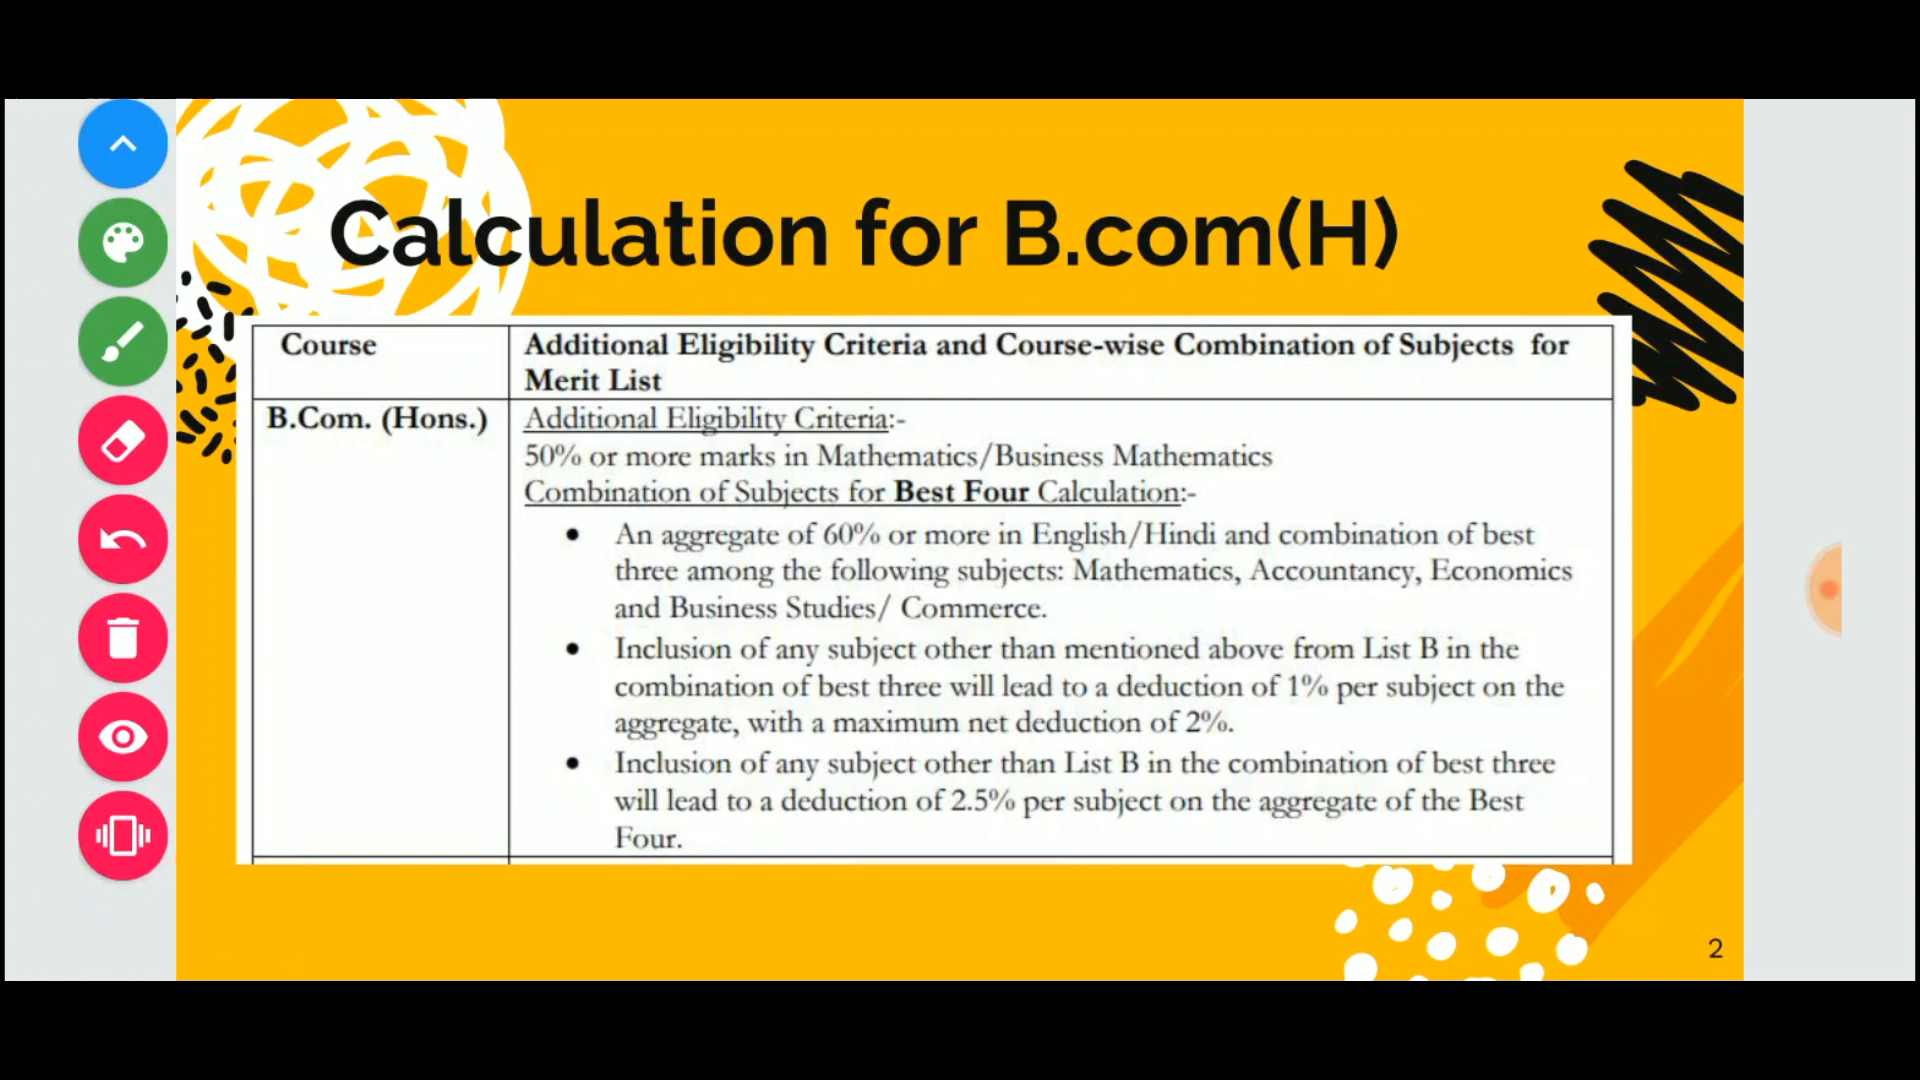 Calculation for B.com(H)
Course
Additional Eligibility Criteria and Course-wise Combination of Subjects for
Merit List
B.Com. (Hons.)
Additional Eligibility Criteria:-
50% or more marks in Mathematics/Business Mathematics
Combination of Subjects for Best Four Calculation:-
• An aggregate of 60% or more in English/Hindi and combination of best
three among the following subjects: Mathematics, Accountancy, Economics
and Business Studies/ Commerce.
• Inclusion of any subject other than mentioned above from List B in the
combination of best three will lead to a deduction of 1% per subject on the
aggregate, with a maximum net deduction of 2%.
• Inclusion of any subject other than List B in the combination of best three
will lead to a deduction of 2.5% per subject on the aggregate of the Best
Four.
2